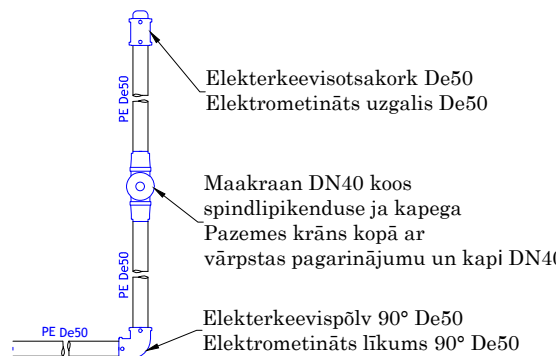 PE De50
Elekterkeevisotsakork De50
Elektrometināts uzgalis De50
Maakraan DN40 koos
spindlipikenduse ja kapega
Pazemes krāns kopā ar
vārpstas pagarinājumu un kapi DN40
PE De50
Elekterkeevispõlv 90° De50
Elektrometināts līkums 90° De50
PE De50